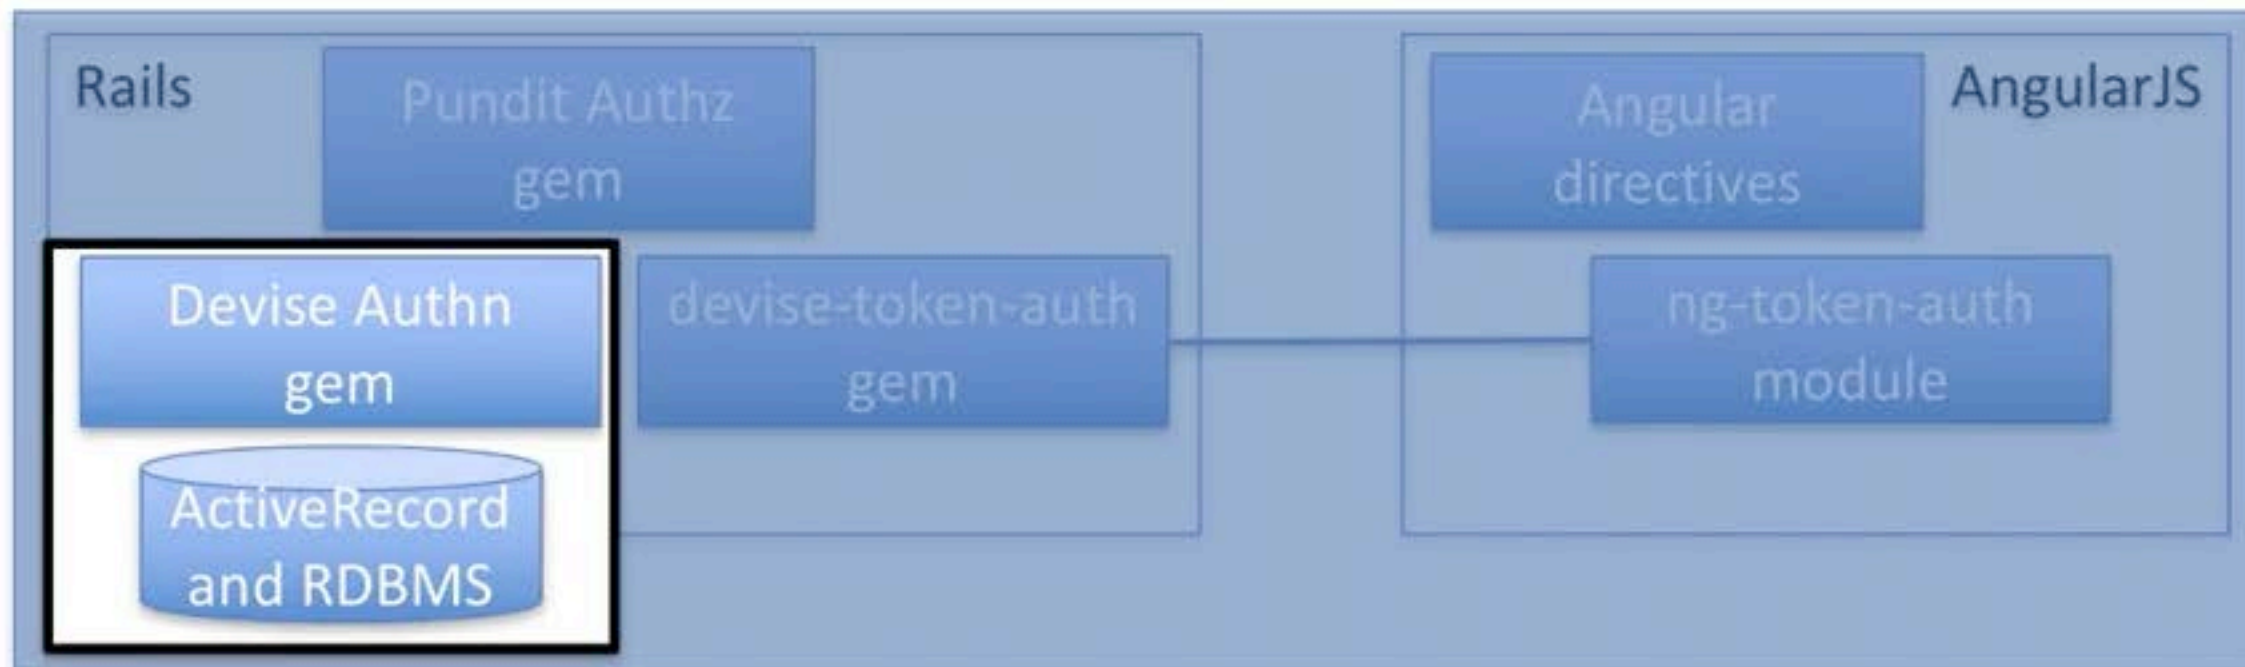 Rails
Pundit Authz
gem
Devise Authn
gem
devise-token-auth
gem
ActiveRecord
and RDBMS
AngularJS
Angular
directives
ng-token-auth
module